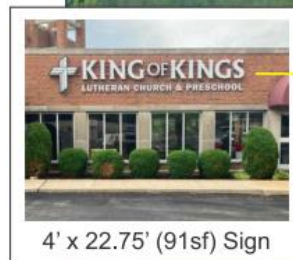 KING OF KINGS
LUTHERAN CHURCH & PRESCHOOL
4' x 22.75' (91sf) Sign